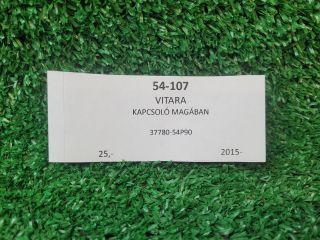 54-107
VITARA
KAPCSOLÓ MAGÁBAN
37780-54P90
25,- 2015-